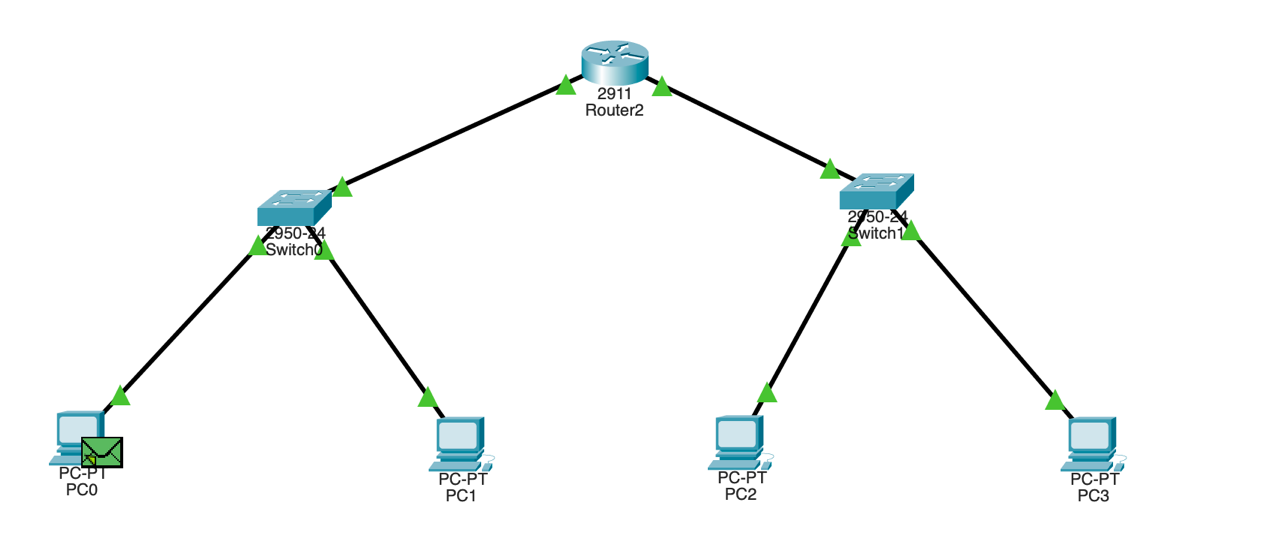 2911
Router2
2950-24
Switch0
2950-24
Switch1
PC-PT
PC0
PC-PT
PC1
PC-PT
PC2
PC-PT
PC3